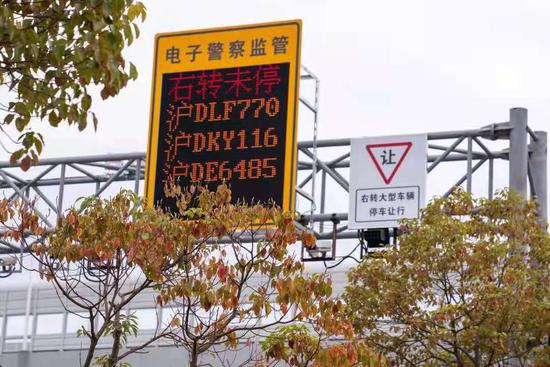 电子警察监管
右转未停
沪DLF770
沪DKY116
沪DE6485
让
右转大型车辆
停车让行